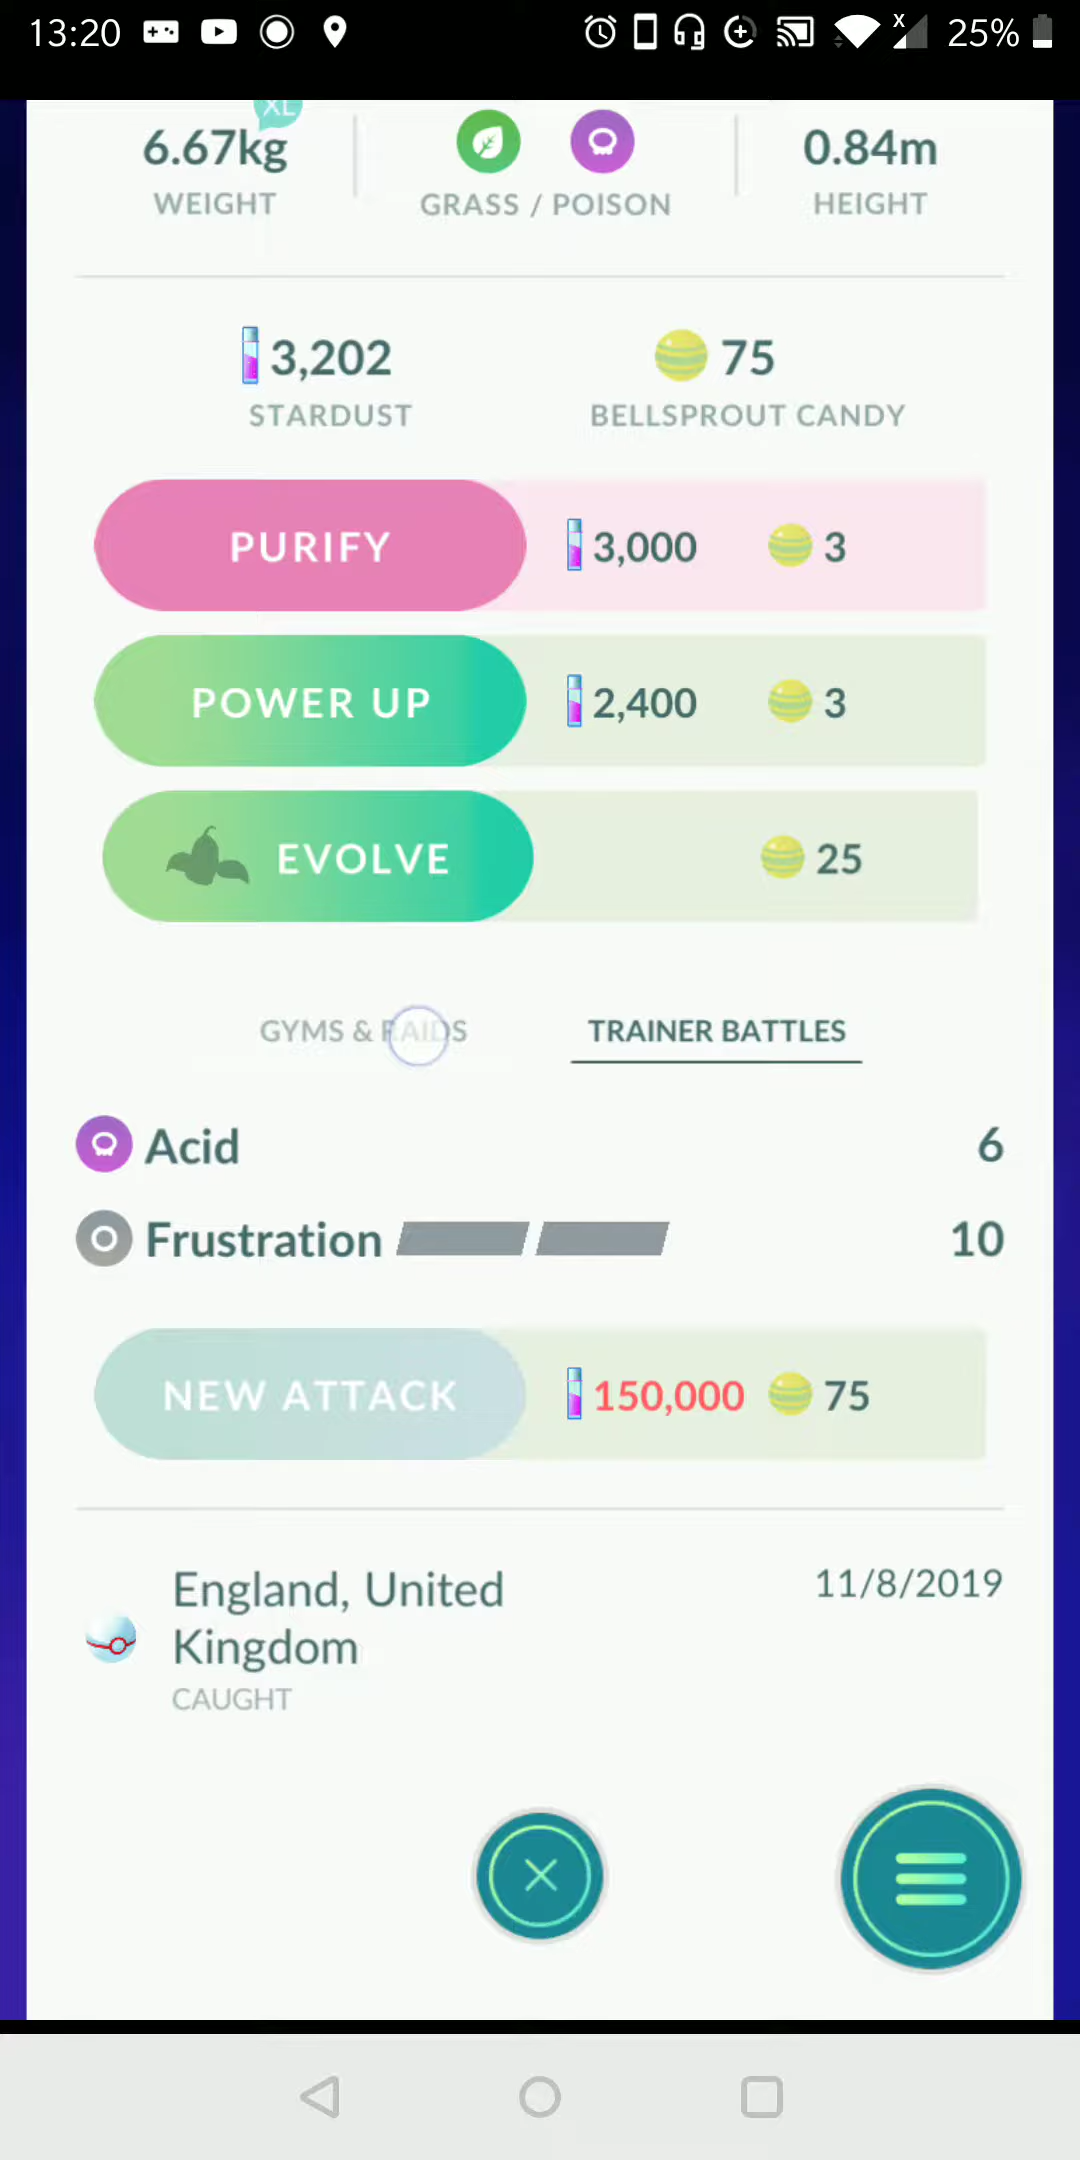 13:20
x
25%
XL
6.67kg
WEIGHT
GRASS / POISON
0.84m
HEIGHT
3,202
STARDUST
75
BELLSPROUT CANDY
PURIFY
3,000
3
POWER UP
2,400
3
EVOLVE
25
GYMS & RAIDS
TRAINER BATTLES
Acid
6
Frustration
10
NEW ATTACK
150,000
75
England, United
Kingdom
CAUGHT
11/8/2019